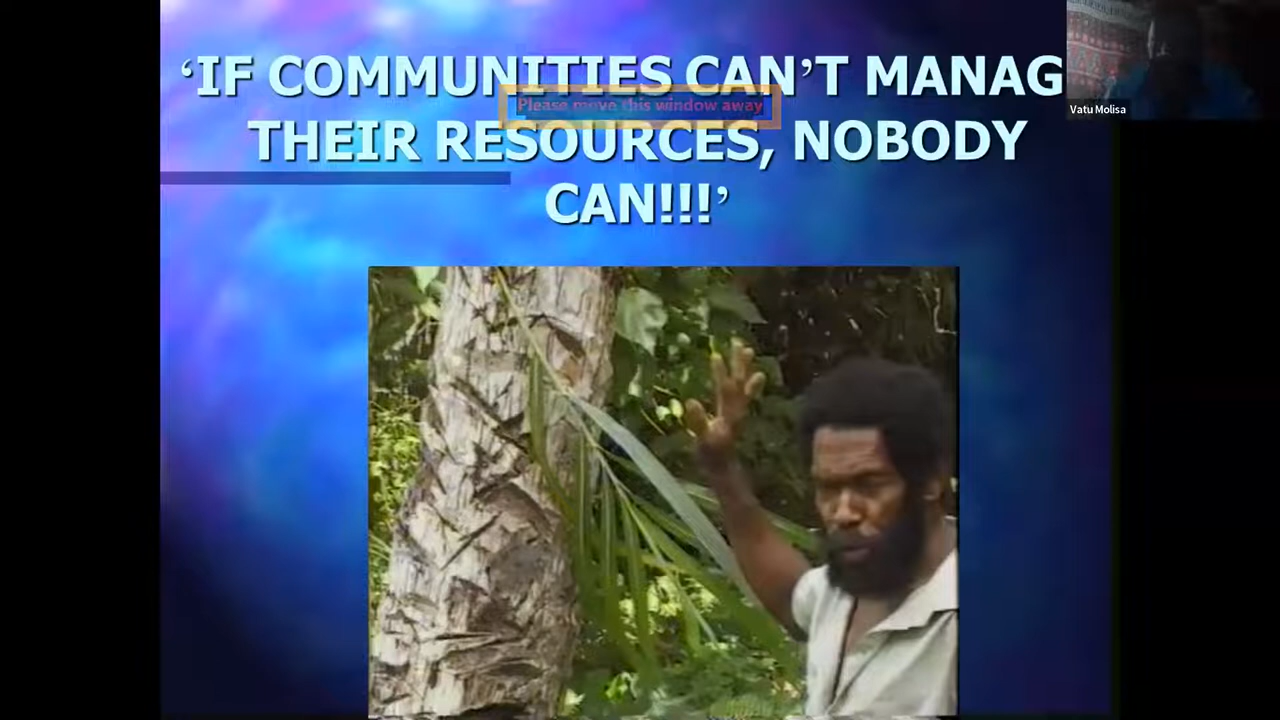 ‘IF COMMUNITIES CAN’T MANAG
Please move this window away
THEIR RESOURCES, NOBODY
CAN!!!’
Vatu Molisa